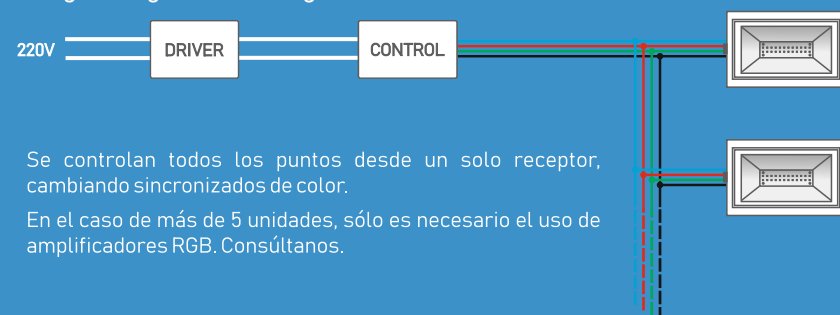 220V
DRIVER
CONTROL
Se controlan todos los puntos desde un solo receptor,
cambiando sincronizados de color.
En el caso de más de 5 unidades, sólo es necesario el uso de
amplificadores RGB. Consúltanos.